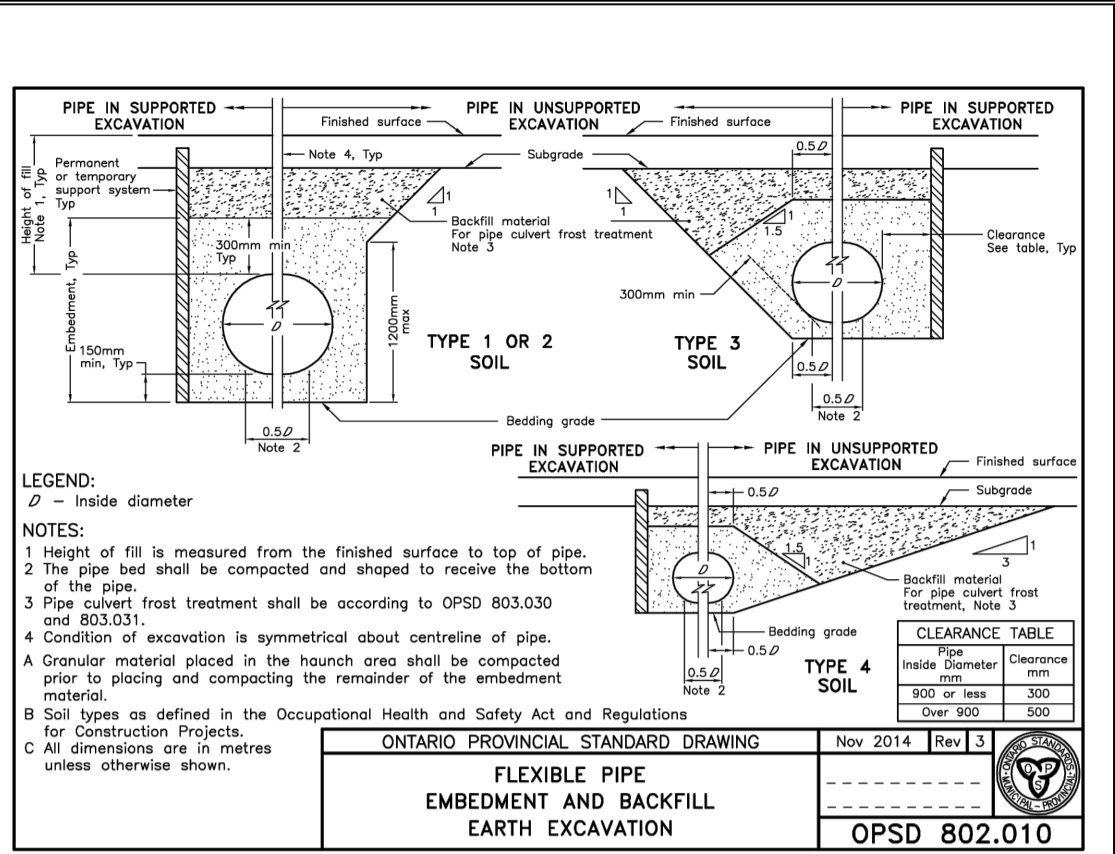 PIPE IN SUPPORTED
EXCAVATION
Finished surface
PIPE IN UNSUPPORTED
EXCAVATION
Finished surface
PIPE IN SUPPORTED
EXCAVATION
Height of fill
Note 1, Typ
Permanent
or temporary
support system
Typ
Note 4, Typ
Subgrade
0.5D
1
1
1
1
1
1.5
Backfill material
For pipe culvert frost treatment
Note 3
Clearance
See table, Typ
Embedment, Typ
300mm min
Typ
300mm min
D
D
1200mm
max
TYPE 1 OR 2
SOIL
TYPE 3
SOIL
150mm
min, Typ
0.5D
Note 2
Bedding grade
0.5D
0.5D
Note 2
PIPE IN SUPPORTED
EXCAVATION
PIPE IN UNSUPPORTED
EXCAVATION
Finished surface
0.5D
Subgrade
1.5
1
1
3
D
Backfill material
For pipe culvert frost
treatment, Note 3
Bedding grade
0.5D
0.5D
Note 2
TYPE 4
SOIL
LEGEND:
D – Inside diameter
NOTES:
1 Height of fill is measured from the finished surface to top of pipe.
2 The pipe bed shall be compacted and shaped to receive the bottom
of the pipe.
3 Pipe culvert frost treatment shall be according to OPSD 803.030
and 803.031.
4 Condition of excavation is symmetrical about centreline of pipe.
A Granular material placed in the haunch area shall be compacted
prior to placing and compacting the remainder of the embedment
material.
B Soil types as defined in the Occupational Health and Safety Act and Regulations
for Construction Projects.
C All dimensions are in metres
unless otherwise shown.
CLEARANCE TABLE
Pipe
Inside Diameter
mm
Clearance
mm
900 or less 300
Over 900 500
ONTARIO PROVINCIAL STANDARD DRAWING
Nov 2014 Rev 3
FLEXIBLE PIPE
EMBEDMENT AND BACKFILL
EARTH EXCAVATION
ONTARIO STANDARDS
MUNICIPAL – PROVINCIAL
O P S
OPSD 802.010